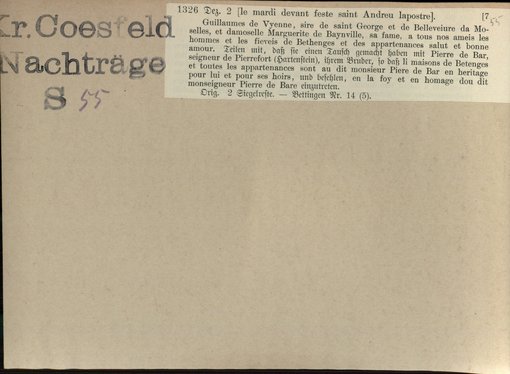 Kr. Coesfeld
Nachträge
S 55
1326 Dez. 2 [le mardi devant feste saint Andreu lapostre]. [7
55
Guillaumes de Vyenne, sire de saint George et de Belleveiure da Mo-
selles, et damoselle Marguerite de Baynville, sa fame, a tous nos ameis les
hommes et les fieveis de Bethenges et des appartenances salut et bonne
amour. Teilen mit, daß sie einen Tausch gemacht haben mit Pierre de Bar,
seigneur de Pierrefort (Hartenstein), ihrem Bruder, so daß li maisons de Betenges
et toutes les appartenances sont au dit monsieur Piere de Bar en heritage
pour lui et pour ses hoirs, und befehlen, en la foy et en homage dou dit
monseigneur Pierre de Bare einzutreten.
Orig. 2 Siegelreste. — Bettingen Nr. 14 (5).